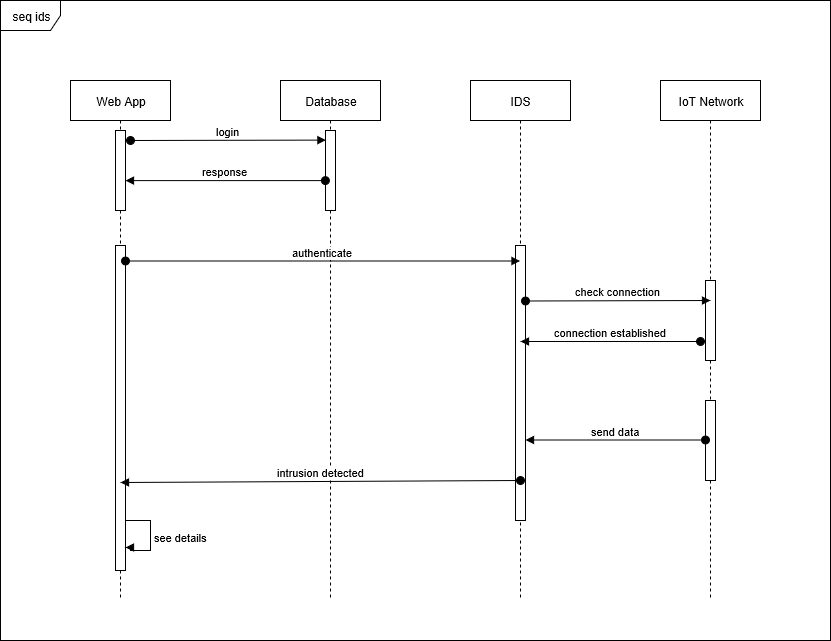 seq ids
Web App
Database
IDS
IoT Network
login
response
authenticate
check connection
connection established
send data
intrusion detected
see details